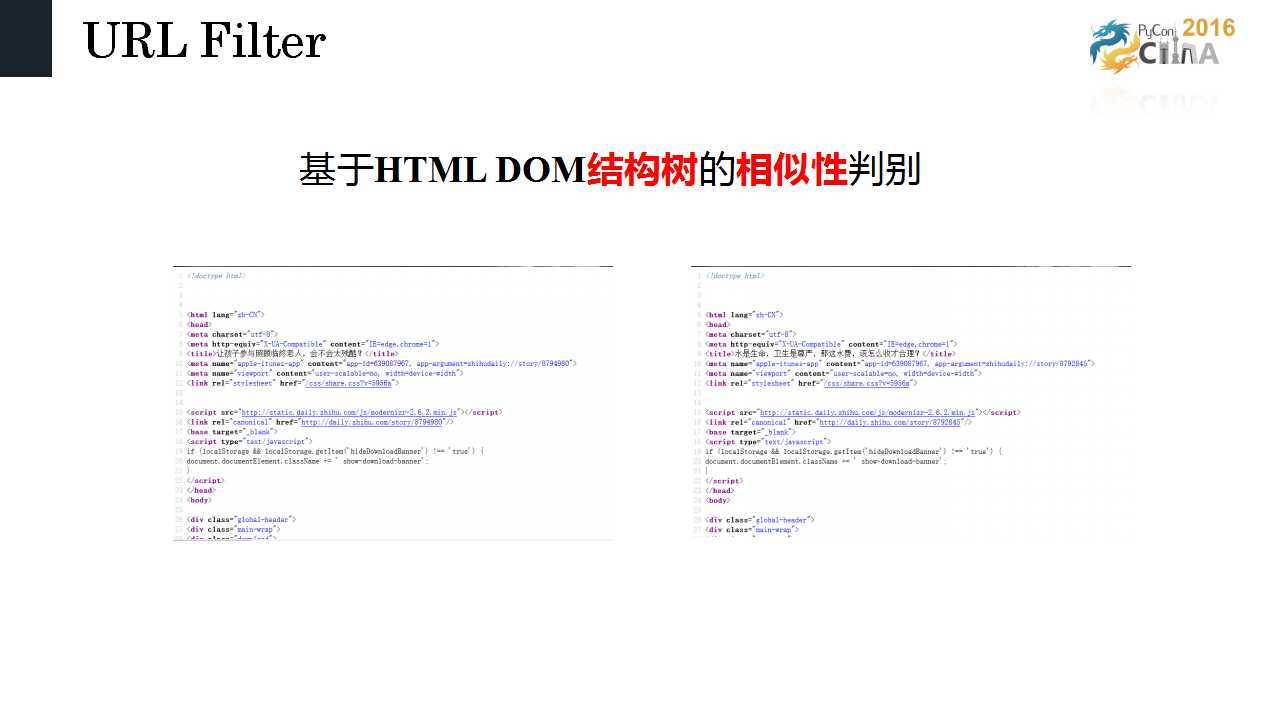 URL Filter
PyCon 2016
CHINA
基于HTML DOM结构树的相似性判别
1 <!doctype html>
2
3
4
5 <html lang="zh-CN">
6 <head>
7 <meta charset="utf-8">
8 <meta http-equiv="X-UA-Compatible" content="IE=edge,chrome=1">
9 <title>让孩子参与照顾临终老人，会不会太残酷？</title>
10 <meta name="apple-itunes-app" content="app-id=639087967, app-argument=zhihudaily://story/8794980">
11 <meta name="viewport" content="user-scalable=no, width=device-width">
12 <link rel="stylesheet" href="/css/share.css?v=5956a">
13
14
15 <script src="http://static.daily.zhihu.com/js/modernizr-2.6.2.min.js"></script>
16 <link rel="canonical" href="http://daily.zhihu.com/story/8794980"/>
17 <base target="_blank">
18 <script type="text/javascript">
19 if (localStorage && localStorage.getItem('hideDownloadBanner') !== 'true') {
20 document.documentElement.className += ' show-download-banner';
21 }
22 </script>
23 </head>
24 <body>
25
26 <div class="global-header">
27 <div class="main-wrap">
28 <div class="download">
1 <!doctype html>
2
3
4
5 <html lang="zh-CN">
6 <head>
7 <meta charset="utf-8">
8 <meta http-equiv="X-UA-Compatible" content="IE=edge,chrome=1">
9 <title>水是生命，卫生是尊严，那这水费，该怎么收才合理？</title>
10 <meta name="apple-itunes-app" content="app-id=639087967, app-argument=zhihudaily://story/8792845">
11 <meta name="viewport" content="user-scalable=no, width=device-width">
12 <link rel="stylesheet" href="/css/share.css?v=5956a">
13
14
15 <script src="http://static.daily.zhihu.com/js/modernizr-2.6.2.min.js"></script>
16 <link rel="canonical" href="http://daily.zhihu.com/story/8792845"/>
17 <base target="_blank">
18 <script type="text/javascript">
19 if (localStorage && localStorage.getItem('hideDownloadBanner') !== 'true') {
20 document.documentElement.className += ' show-download-banner';
21 }
22 </script>
23 </head>
24 <body>
25
26 <div class="global-header">
27 <div class="main-wrap">